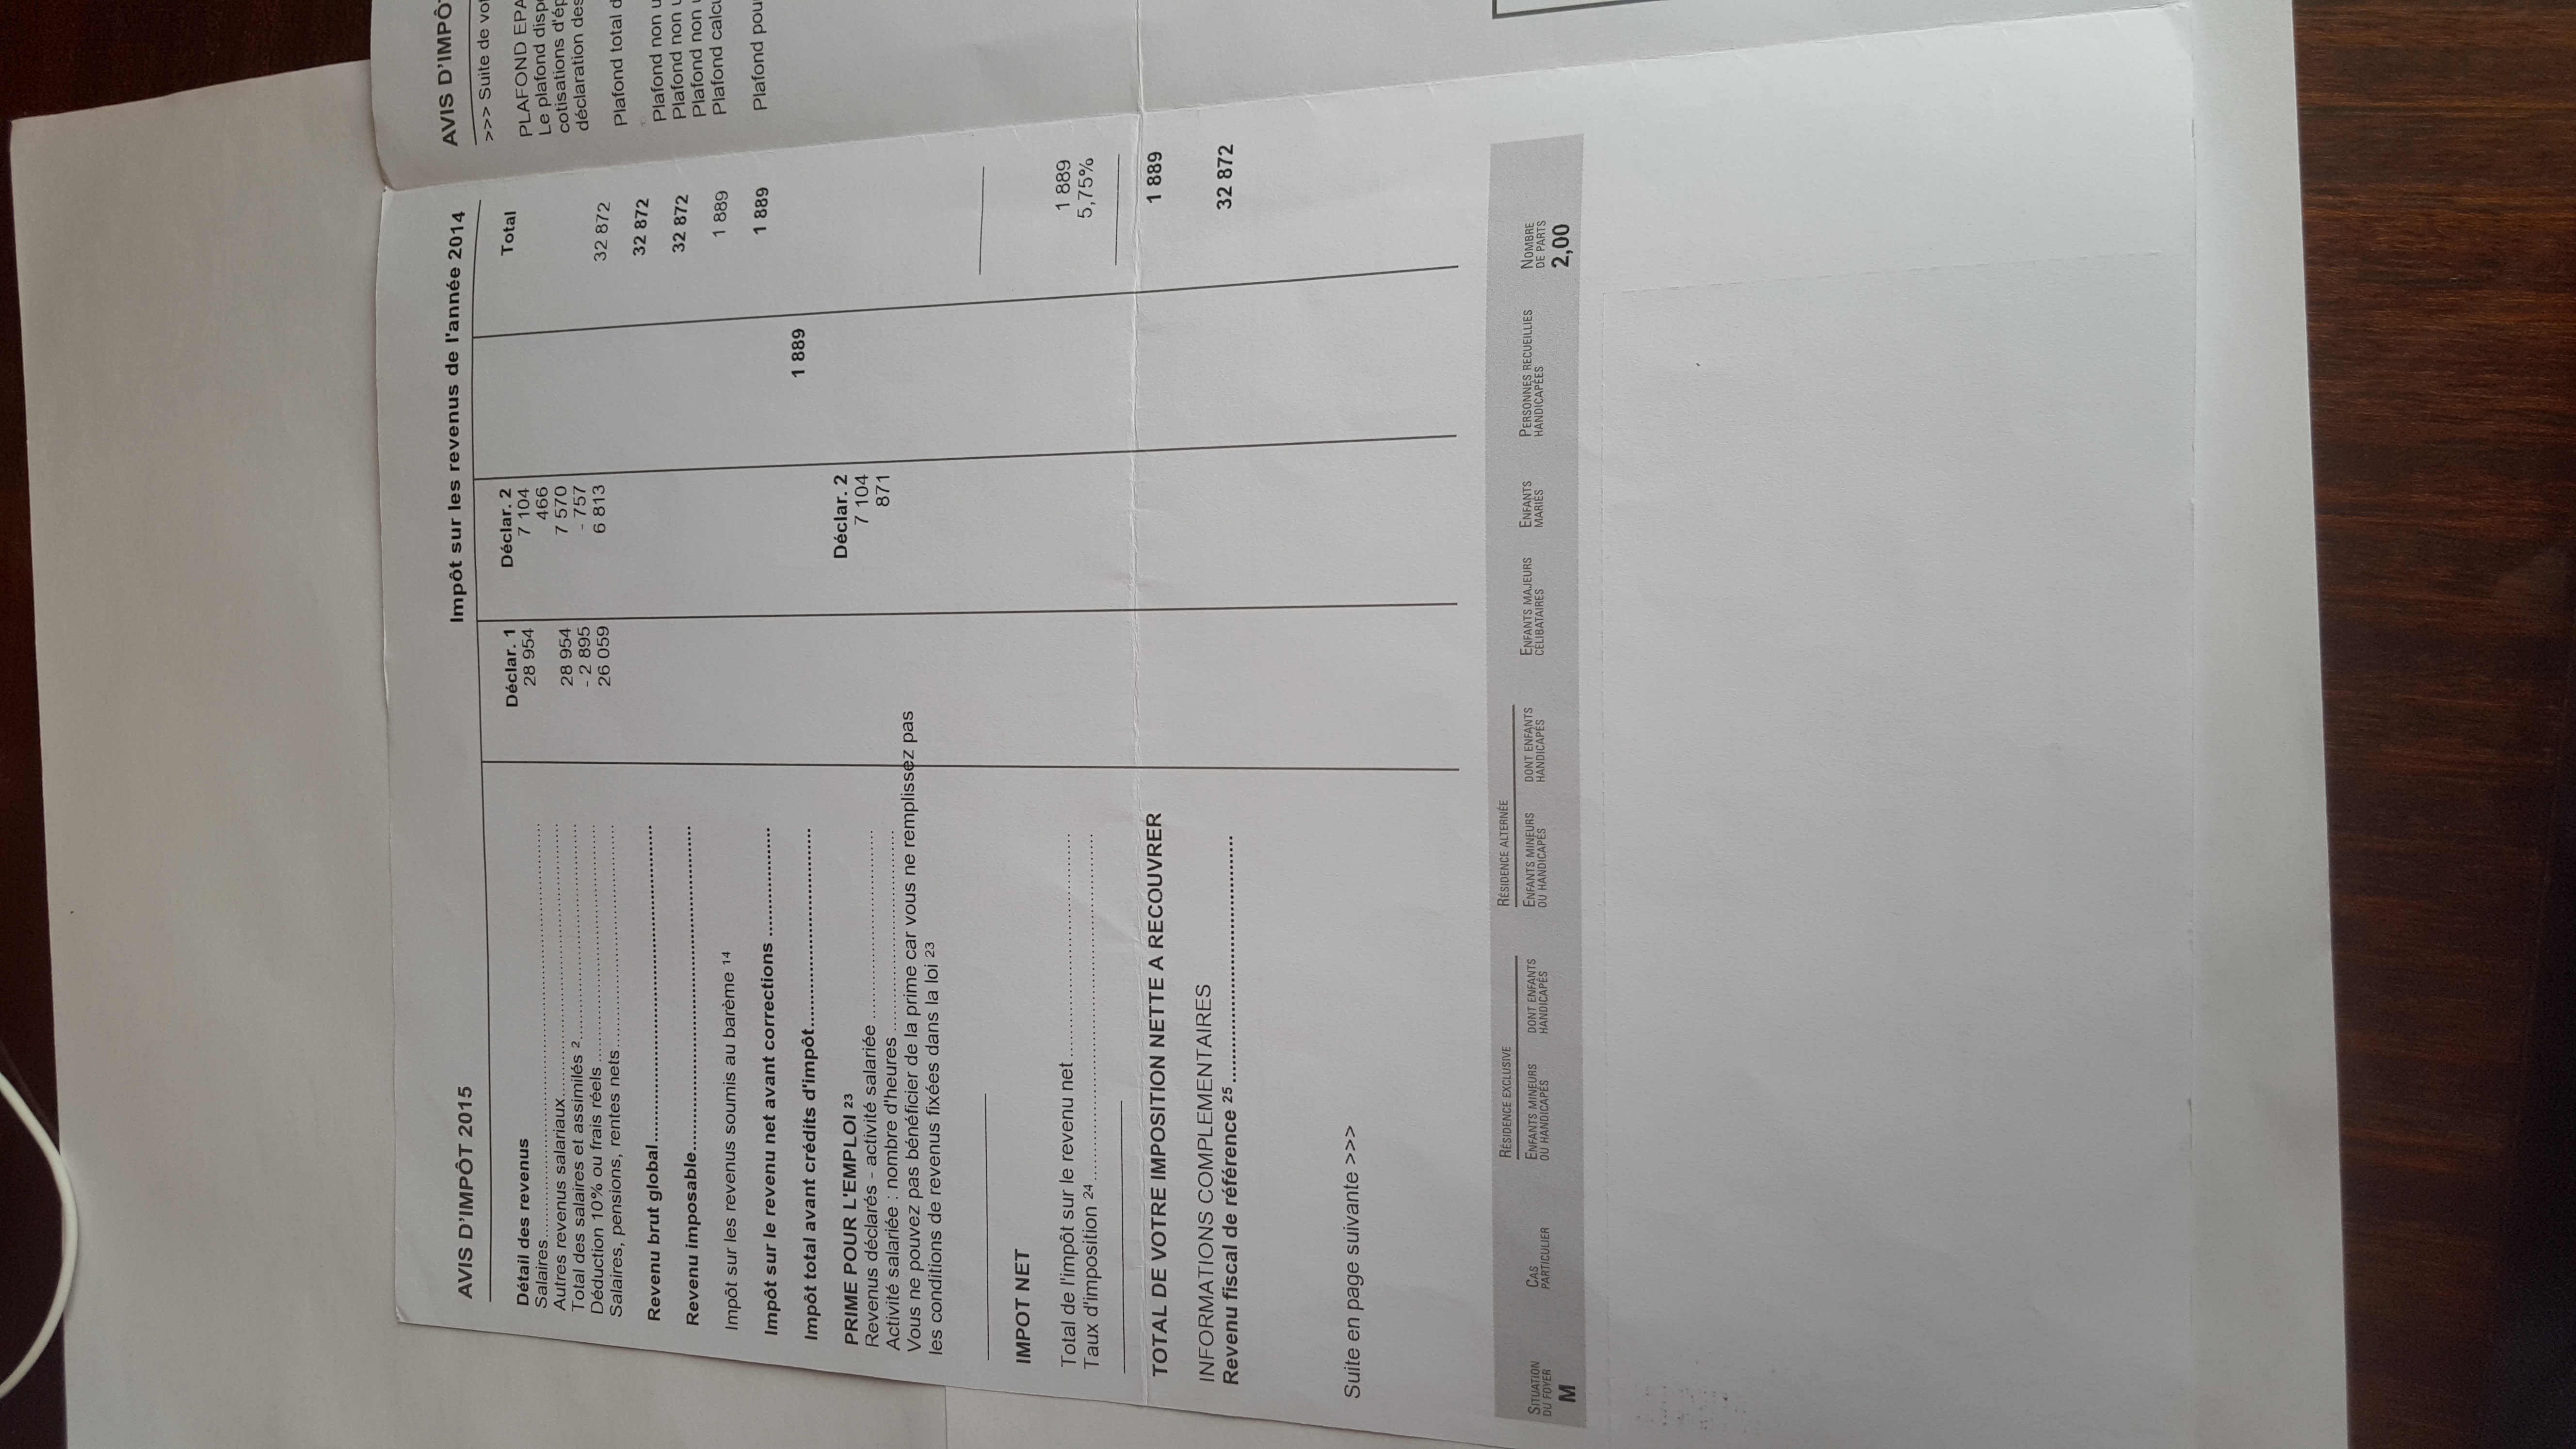 AVIS D'IMPÔT 2015 Impôt sur les revenus de l'année 2014
Détail des revenus Déclar. 1 Déclar. 2 Total
Salaires 28 954 7 104
Autres revenus salariaux 466
Total des salaires et assimilés 2 28 954 7 570
Déduction 10% ou frais réels - 2 895 - 757
Salaires, pensions, rentes nets 26 059 6 813 32 872
Revenu brut global 32 872
Revenu imposable 32 872
Impôt sur les revenus soumis au barème 14 1 889
Impôt sur le revenu net avant corrections 1 889
Impôt total avant crédits d'impôt 1 889
PRIME POUR L'EMPLOI 23 Déclar. 2
Revenus déclarés - activité salariée 7 104
Activité salariée : nombre d'heures 871
Vous ne pouvez pas bénéficier de la prime car vous ne remplissez pas
les conditions de revenus fixées dans la loi 23
IMPOT NET
Total de l'impôt sur le revenu net 1 889
Taux d'imposition 24 5,75%
TOTAL DE VOTRE IMPOSITION NETTE A RECOUVRER 1 889
INFORMATIONS COMPLEMENTAIRES
Revenu fiscal de référence 25 32 872
Suite en page suivante >>>
RÉSIDENCE EXCLUSIVE RÉSIDENCE ALTERNÉE
SITUATION CAS ENFANTS MINEURS DONT ENFANTS ENFANTS MINEURS DONT ENFANTS ENFANTS MAJEURS ENFANTS PERSONNES RECUEILLIES NOMBRE
DU FOYER PARTICULIER OU HANDICAPÉS HANDICAPÉS OU HANDICAPÉS HANDICAPÉS CÉLIBATAIRES MARIÉS HANDICAPÉES DE PARTS
M 2,00
AVIS D'IMPÔ
>>> Suite de
PLAFOND
Le plafond
cotisations
déclaration des
Plafond total
Plafond non
Plafond non
Plafond non
Plafond
Plafond